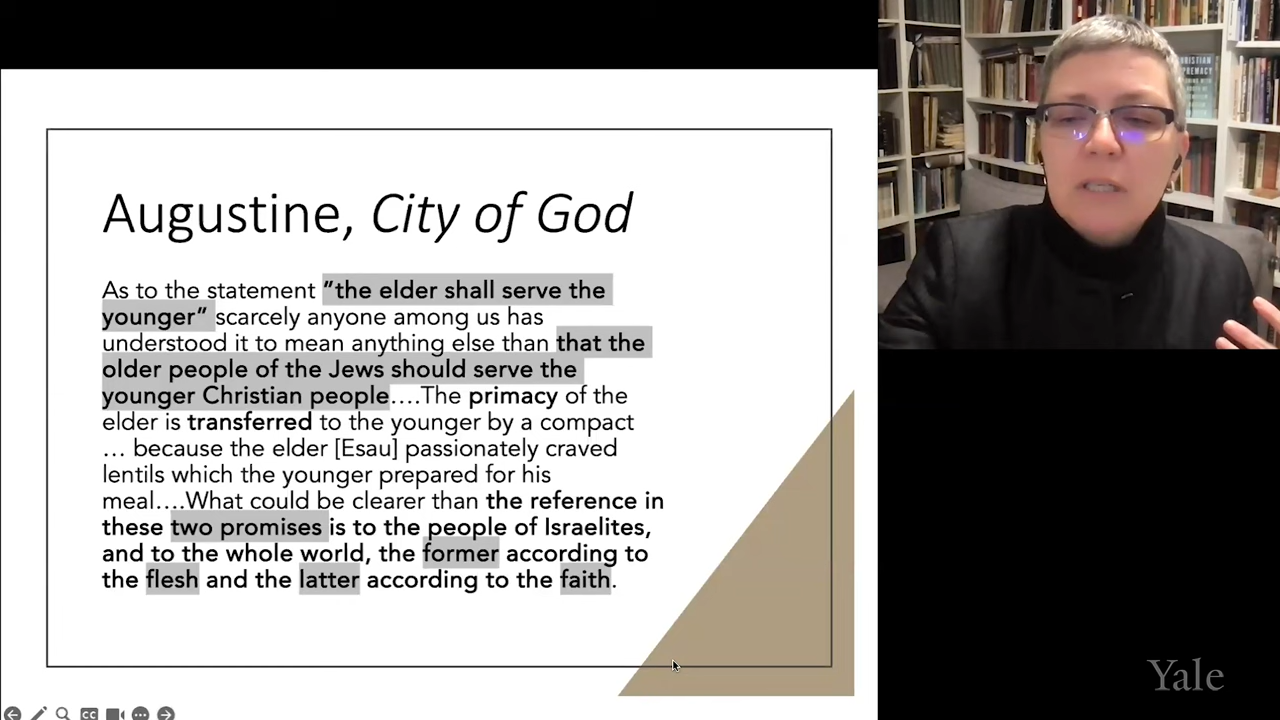 Augustine, City of God
As to the statement “the elder shall serve the
younger” scarcely anyone among us has
understood it to mean anything else than that the
older people of the Jews should serve the
younger Christian people….The primacy of the
elder is transferred to the younger by a compact
… because the elder [Esau] passionately craved
lentils which the younger prepared for his
meal….What could be clearer than the reference in
these two promises is to the people of Israelites,
and to the whole world, the former according to
the flesh and the latter according to the faith.
CC
Yale